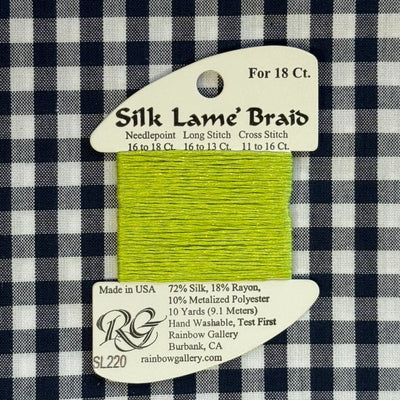 For 18 Ct.
Silk Lame' Braid
Needlepoint Long Stitch Cross Stitch
16 to 18 Ct. 16 to 13 Ct. 11 to 16 Ct.
Made in USA
72% Silk, 18% Rayon,
10% Metalized Polyester
10 Yards (9.1 Meters)
Hand Washable, Test First
Rainbow Gallery
Burbank, CA
rainbowgallery.com
RG
SL220